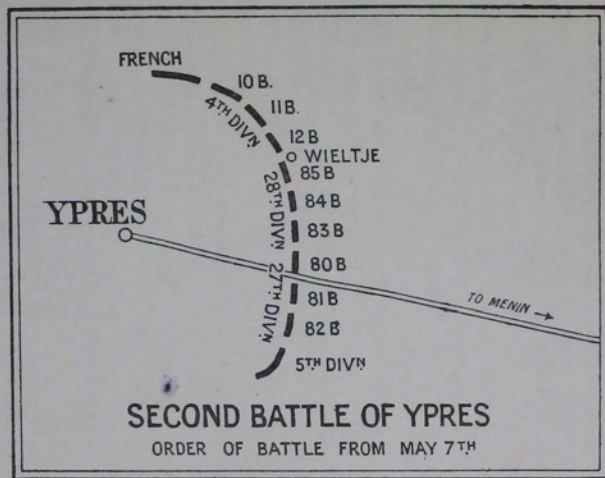 FRENCH
10 B.
11 B.
4TH DIVN
12 B
WIELTJE
85 B
28TH DIVN
84 B
YPRES
83 B
80 B
27TH DIVN
81 B
TO MENIN →
82 B
5TH DIVN
SECOND BATTLE OF YPRES
ORDER OF BATTLE FROM MAY 7TH